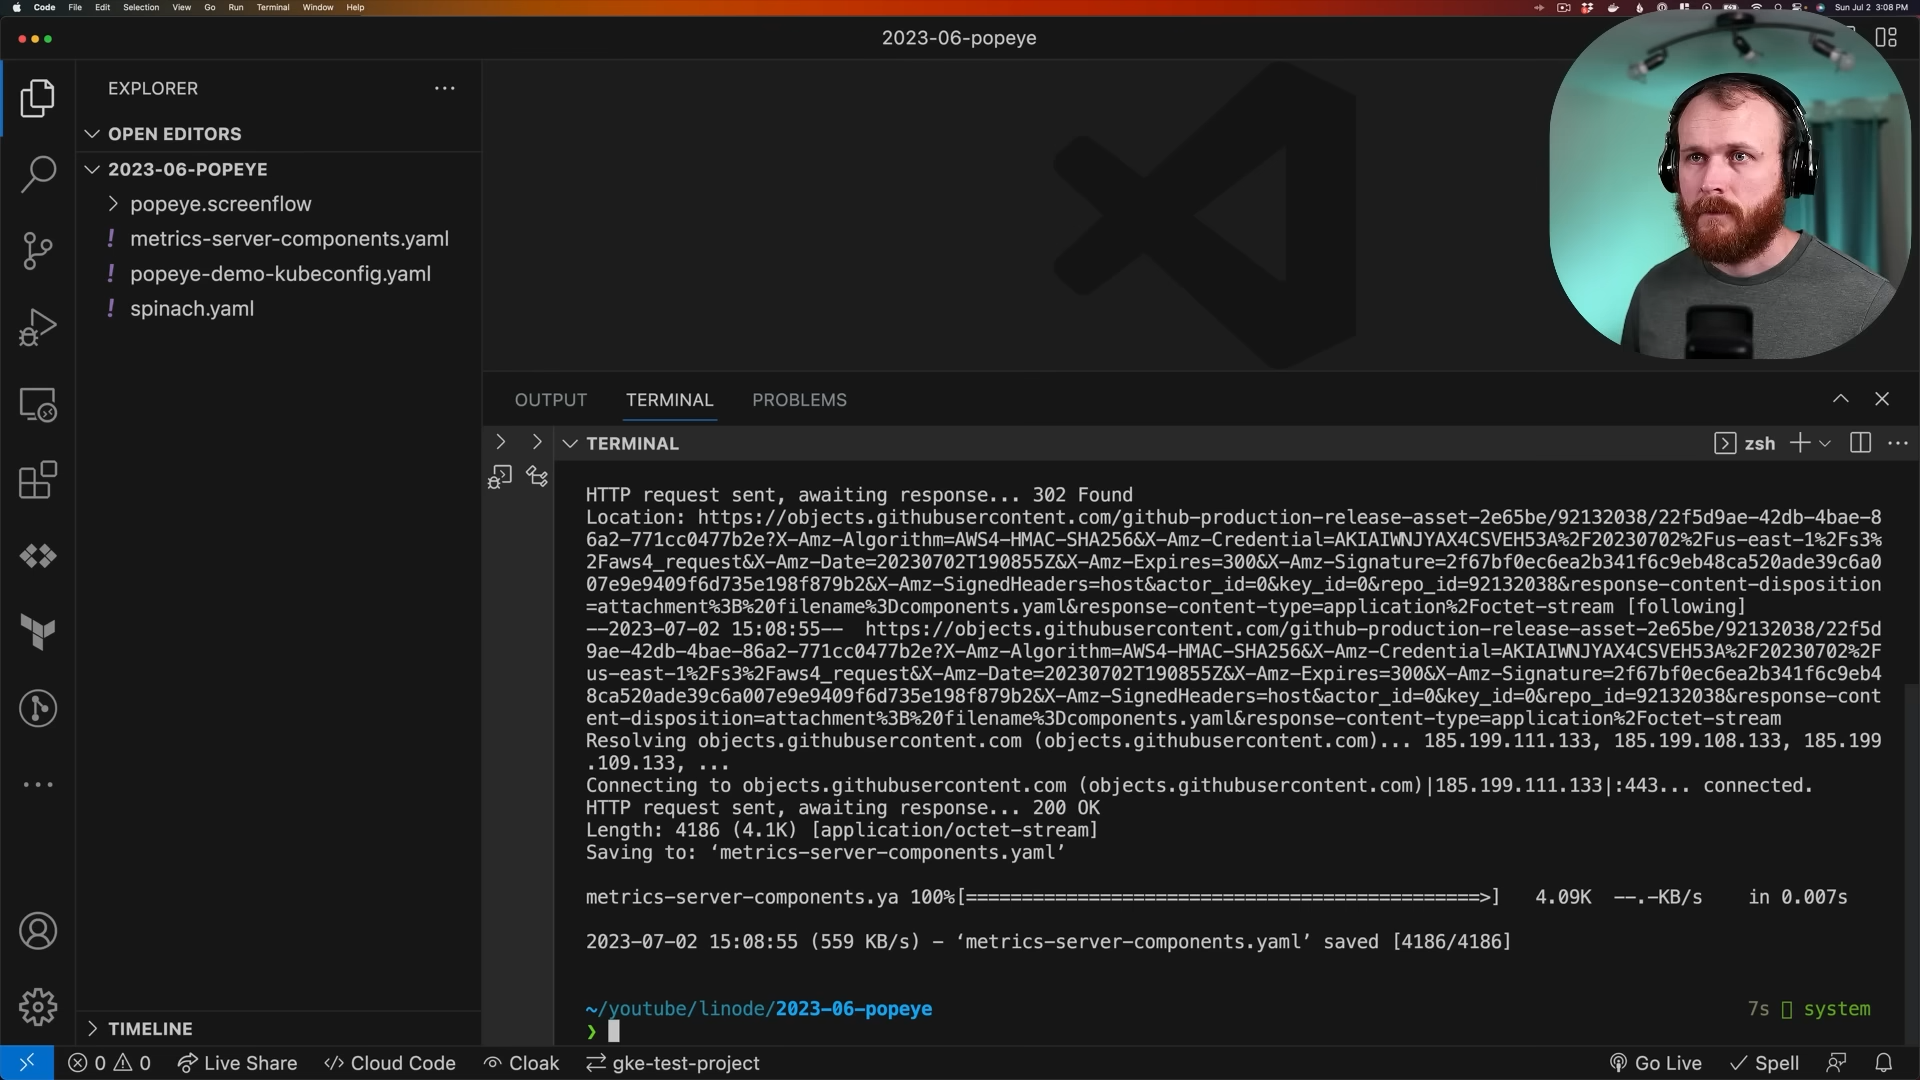 Code File Edit Selection View Go Run Terminal Window Help
Sun Jul 2 3:08 PM
2023-06-popeye
EXPLORER
OPEN EDITORS
2023-06-POPEYE
popeye.screenflow
! metrics-server-components.yaml
! popeye-demo-kubeconfig.yaml
! spinach.yaml
OUTPUT TERMINAL PROBLEMS
TERMINAL
zsh
HTTP request sent, awaiting response... 302 Found
Location: https://objects.githubusercontent.com/github-production-release-asset-2e65be/92132038/22f5d9ae-42db-4bae-8
6a2-771cc0477b2e?X-Amz-Algorithm=AWS4-HMAC-SHA256&X-Amz-Credential=AKIAIWNJYAX4CSVEH53A%2F20230702%2Fus-east-1%2Fs3%
2Faws4_request&X-Amz-Date=20230702T190855Z&X-Amz-Expires=300&X-Amz-Signature=2f67bf0ec6ea2b341f6c9eb48ca520ade39c6a0
07e9e9409f6d735e198f879b2&X-Amz-SignedHeaders=host&actor_id=0&key_id=0&repo_id=92132038&response-content-disposition
=attachment%3B%20filename%3Dcomponents.yaml&response-content-type=application%2Foctet-stream [following]
--2023-07-02 15:08:55--  https://objects.githubusercontent.com/github-production-release-asset-2e65be/92132038/22f5d
9ae-42db-4bae-86a2-771cc0477b2e?X-Amz-Algorithm=AWS4-HMAC-SHA256&X-Amz-Credential=AKIAIWNJYAX4CSVEH53A%2F20230702%2F
us-east-1%2Fs3%2Faws4_request&X-Amz-Date=20230702T190855Z&X-Amz-Expires=300&X-Amz-Signature=2f67bf0ec6ea2b341f6c9eb4
8ca520ade39c6a007e9e9409f6d735e198f879b2&X-Amz-SignedHeaders=host&actor_id=0&key_id=0&repo_id=92132038&response-cont
ent-disposition=attachment%3B%20filename%3Dcomponents.yaml&response-content-type=application%2Foctet-stream
Resolving objects.githubusercontent.com (objects.githubusercontent.com)... 185.199.111.133, 185.199.108.133, 185.199
.109.133, ...
Connecting to objects.githubusercontent.com (objects.githubusercontent.com)|185.199.111.133|:443... connected.
HTTP request sent, awaiting response... 200 OK
Length: 4186 (4.1K) [application/octet-stream]
Saving to: ‘metrics-server-components.yaml’
metrics-server-components.ya 100%[==============================================>]   4.09K  --.-KB/s    in 0.007s
2023-07-02 15:08:55 (559 KB/s) - ‘metrics-server-components.yaml’ saved [4186/4186]
~/youtube/linode/2023-06-popeye
7s system
❯
TIMELINE
0 0 Live Share Cloud Code Cloak gke-test-project Go Live Spell